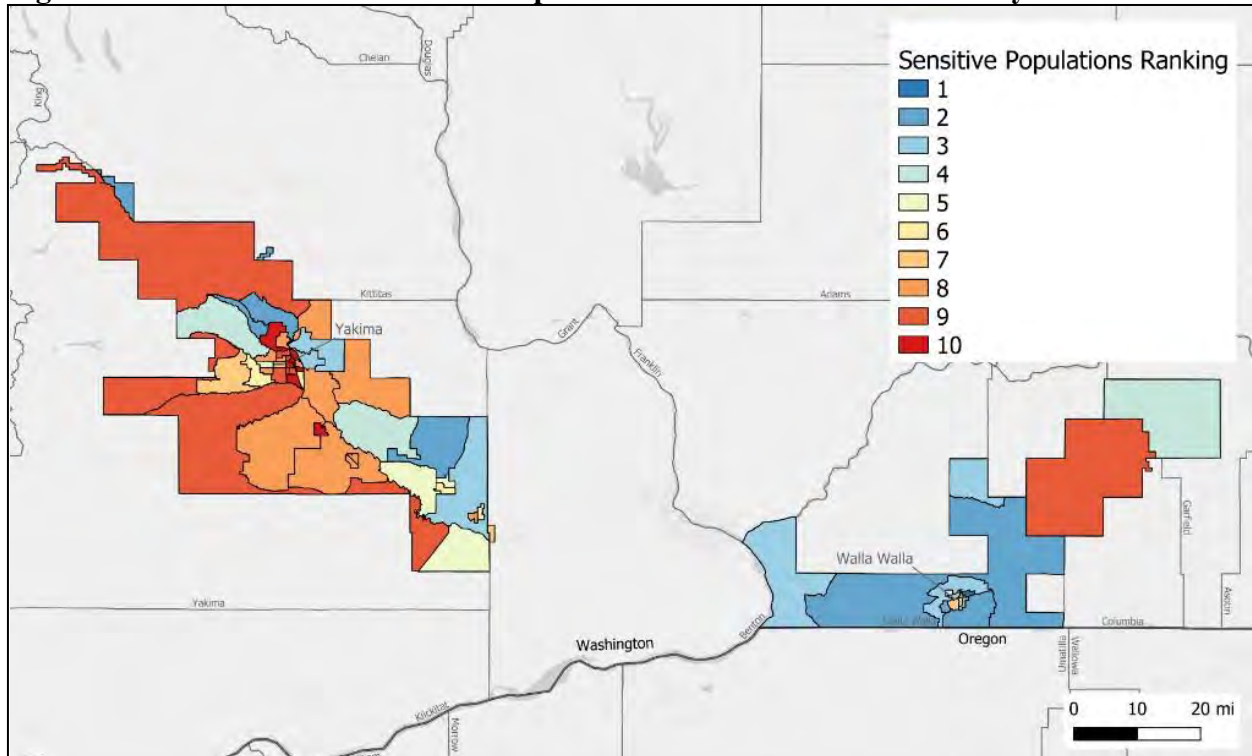 Chelan
Douglas
King
Sensitive Populations Ranking
1
2
3
4
5
6
7
8
9
10
Kittitas
Adams
Yakima
Grant
Franklin
Garfield
Asotin
Walla Walla
Walla Walla
Yakima
Benton
Washington
Oregon
Columbia
Umatilla
Wallowa
Klickitat
Morrow
0 10 20 mi